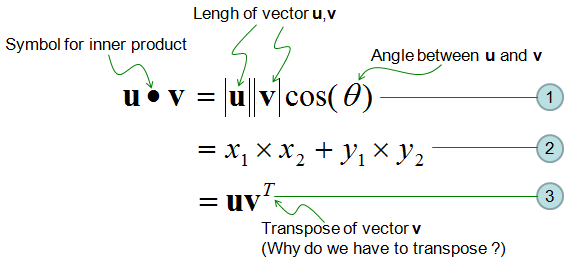 Lengh of vector u,v
Symbol for inner product
Angle between u and v
u • v = |u||v|cos(θ) 1
= x₁ × x₂ + y₁ × y₂ 2
= uvᵀ 3
Transpose of vector v
(Why do we have to transpose ?)